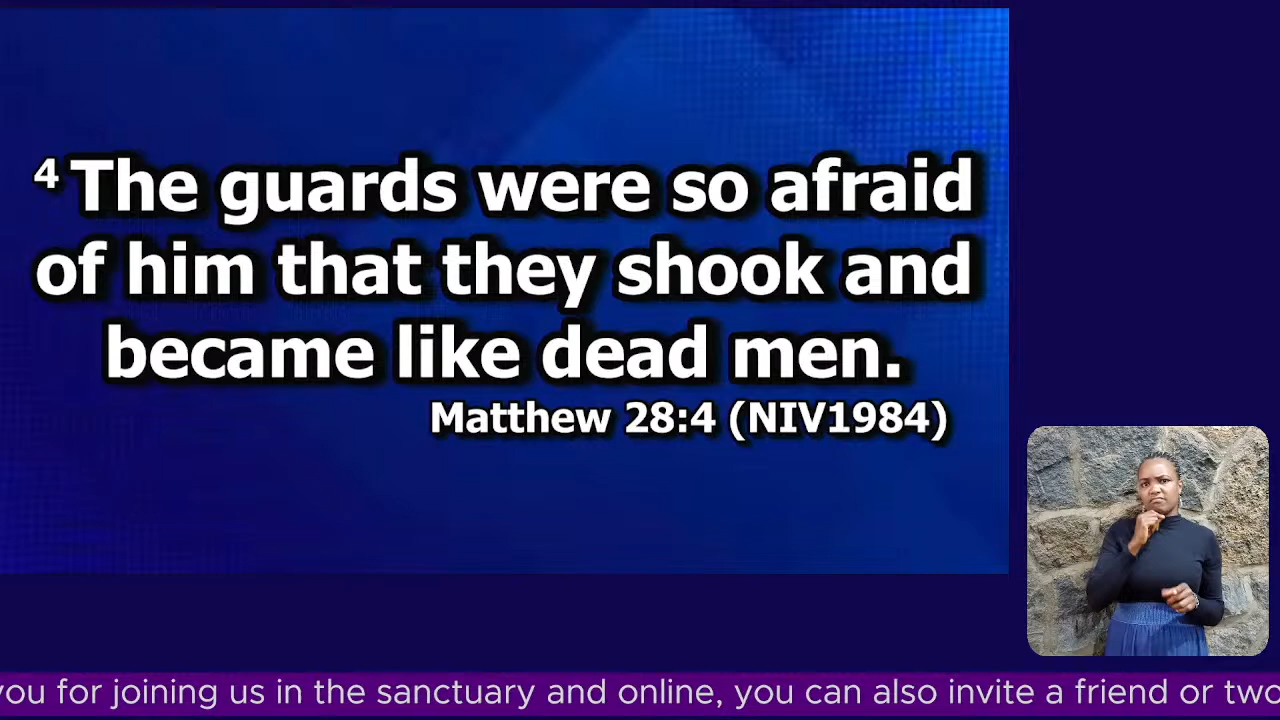 4 The guards were so afraid
of him that they shook and
became like dead men.
Matthew 28:4 (NIV1984)
you for joining us in the sanctuary and online, you can also invite a friend or two